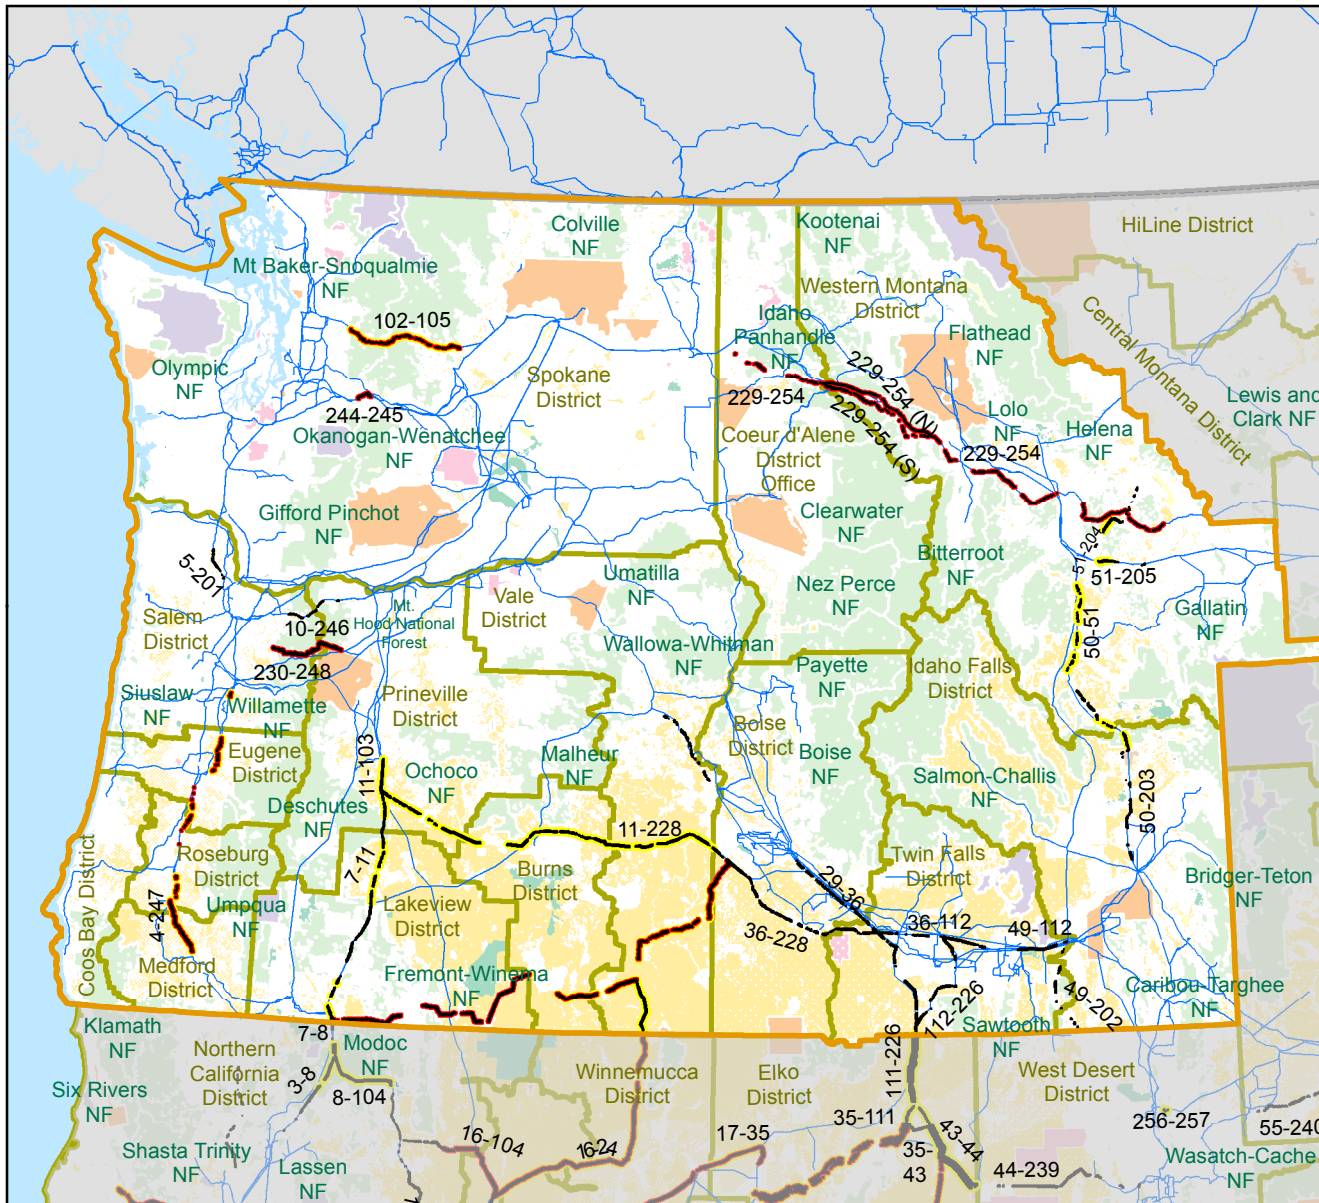 Colville
NF
Kootenai
NF
HiLine District
Mt Baker-Snoqualmie
NF
Western Montana
District
Central Montana District
102-105
Idaho
Panhandle
NF
Flathead
NF
Olympic
NF
Spokane
District
229-254 (N)
229-254
229-254 (S)
Lewis and
Clark NF
244-245
Okanogan-Wenatchee
NF
Lolo
NF
Helena
NF
Coeur d'Alene
District
Office
229-254
Gifford Pinchot
NF
Clearwater
NF
5-201
Bitterroot
NF
51-204
51-205
Umatilla
NF
Nez Perce
NF
Vale
District
Mt.
Hood National
Forest
Salem
District
10-246
Gallatin
NF
50-51
230-248
Wallowa-Whitman
NF
Payette
NF
Idaho Falls
District
Siuslaw
NF
Willamette
NF
Prineville
District
Boise
District
Boise
NF
Eugene
District
11-103
Ochoco
NF
Malheur
NF
Salmon-Challis
NF
Deschutes
NF
50-203
11-228
Coos Bay District
Roseburg
District
7-11
Burns
District
29-36
Twin Falls
District
Bridger-Teton
NF
4-247
Umpqua
NF
Lakeview
District
36-228
36-112
49-112
Medford
District
Fremont-Winema
NF
112-226
49-202
Caribou-Targhee
NF
Klamath
NF
7-8
Modoc
NF
Sawtooth
NF
Northern
California
District
3-8
8-104
Winnemucca
District
Elko
District
111-226
West Desert
District
Six Rivers
NF
35-111
43-44
256-257
55-240
Shasta Trinity
NF
Lassen
NF
16-104
16-24
17-35
35-
43
44-239
Wasatch-Cache
NF